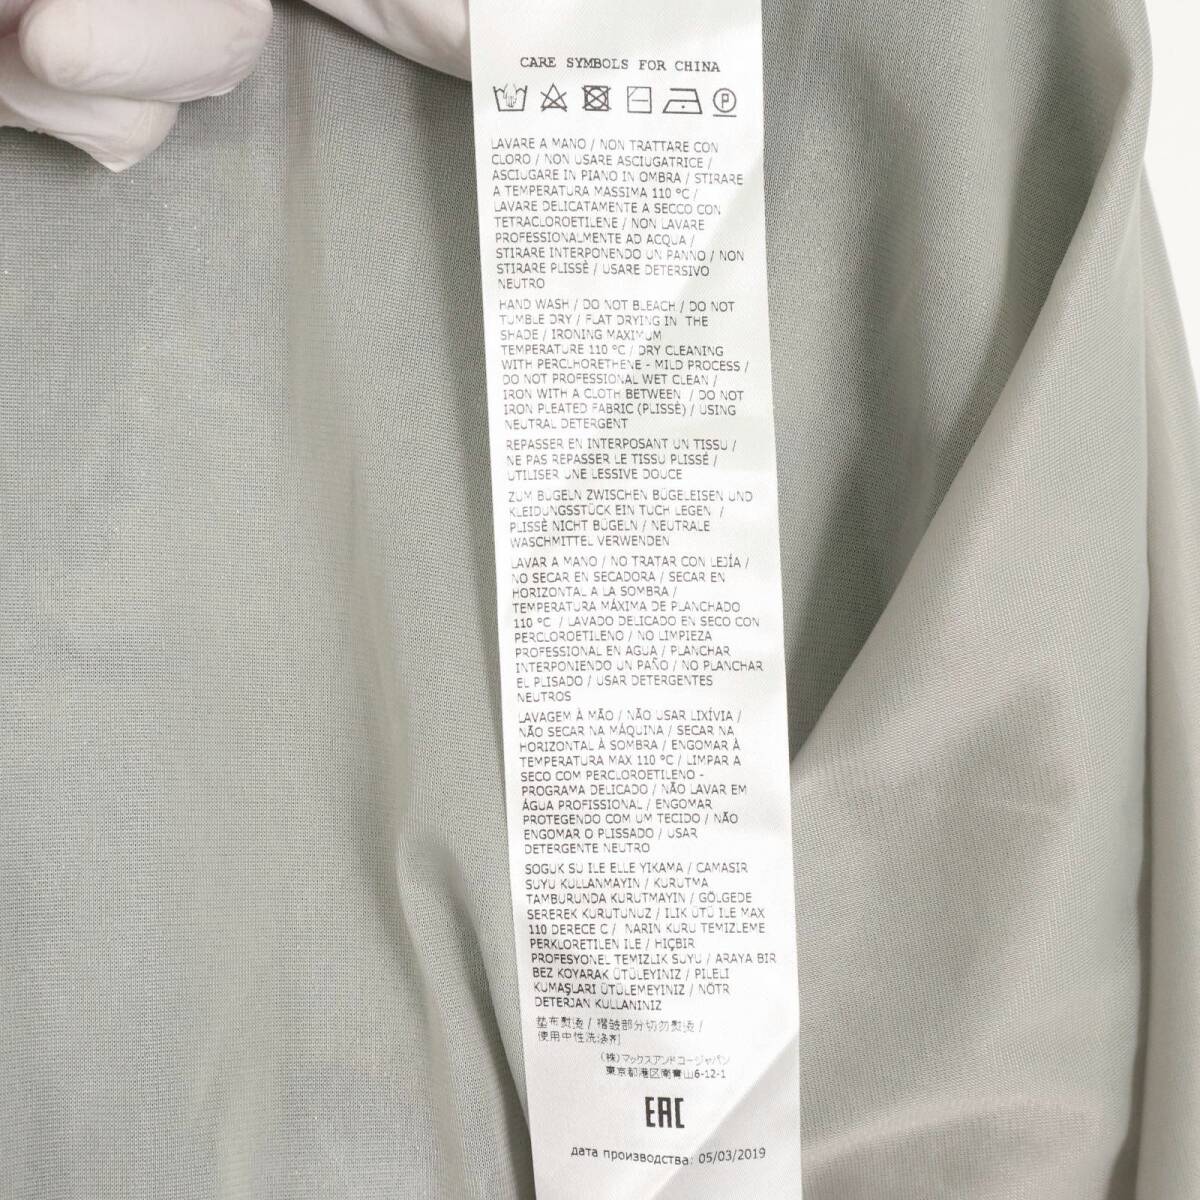 CARE SYMBOLS FOR CHINA
P
LAVARE A MANO / NON TRATTARE CON
CLORO / NON USARE ASCIUGATRICE /
ASCIUGARE IN PIANO IN OMBRA / STIRARE
A TEMPERATURA MASSIMA 110 °C /
LAVARE DELICATAMENTE A SECCO CON
TETRACLOROETILENE / NON LAVARE
PROFESSIONALMENTE AD ACQUA /
STIRARE INTERPONENDO UN PANNO / NON
STIRARE PLISSÈ / USARE DETERSIVO
NEUTRO
HAND WASH / DO NOT BLEACH / DO NOT
TUMBLE DRY / FLAT DRYING IN THE
SHADE / IRONING MAXIMUM
TEMPERATURE 110 °C / DRY CLEANING
WITH PERCLHORETHENE - MILD PROCESS /
DO NOT PROFESSIONAL WET CLEAN /
IRON WITH A CLOTH BETWEEN / DO NOT
IRON PLEATED FABRIC (PLISSÈ) / USING
NEUTRAL DETERGENT
REPASSER EN INTERPOSANT UN TISSU /
NE PAS REPASSER LE TISSU PLISSÉ /
UTILISER UNE LESSIVE DOUCE
ZUM BÜGELN ZWISCHEN BÜGELEISEN UND
KLEIDUNGSSTÜCK EIN TUCH LEGEN /
PLISSÈ NICHT BÜGELN / NEUTRALE
WASCHMITTEL VERWENDEN
LAVAR A MANO / NO TRATAR CON LEJÍA /
NO SECAR EN SECADORA / SECAR EN
HORIZONTAL A LA SOMBRA /
TEMPERATURA MÁXIMA DE PLANCHADO
110 °C / LAVADO DELICADO EN SECO CON
PERCLOROETILENO / NO LIMPIEZA
PROFESSIONAL EN AGUA / PLANCHAR
INTERPONIENDO UN PAÑO / NO PLANCHAR
EL PLISADO / USAR DETERGENTES
NEUTROS
LAVAGEM À MÃO / NÃO USAR LIXÍVIA /
NÃO SECAR NA MÁQUINA / SECAR NA
HORIZONTAL À SOMBRA / ENGOMAR À
TEMPERATURA MAX 110 °C / LIMPAR A
SECO COM PERCLOROETILENO -
PROGRAMA DELICADO / NÃO LAVAR EM
ÁGUA PROFISSIONAL / ENGOMAR
PROTEGENDO COM UM TECIDO / NÃO
ENGOMAR O PLISSADO / USAR
DETERGENTE NEUTRO
SOGUK SU ILE ELLE YIKAMA / CAMASIR
SUYU KULLANMAYIN / KURUTMA
TAMBURUNDA KURUTMAYIN / GÖLGEDE
SEREREK KURUTUNUZ / ILIK ÜTÜ ILE MAX
110 DERECE C / NARIN KURU TEMIZLEME
PERKLORETILEN ILE / HIÇBIR
PROFESYONEL TEMIZLIK SUYU / ARAYA BIR
BEZ KOYARAK ÜTÜLEYINIZ / PILELI
KUMAŞLARI ÜTÜLEMEYINIZ / NÖTR
DETERJAN KULLANINIZ
垫布熨烫 / 褶皱部分切勿熨烫 /
使用中性洗涤剂
(株)マックスアンドコージャパン
東京都港区南青山6-12-1
EAC
дата производства: 05/03/2019